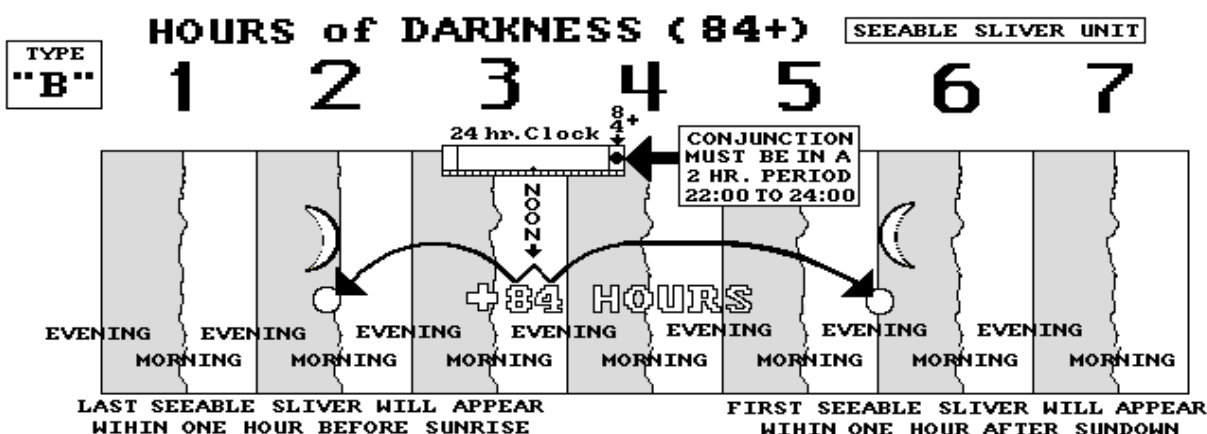 HOURS of DARKNESS ( 84+)
SEEABLE SLIVER UNIT
TYPE
"B"
1 2 3 4 5 6 7
24 hr. Clock
84+
CONJUNCTION
MUST BE IN A
2 HR. PERIOD
22:00 TO 24:00
NOON
+84 HOURS
EVENING EVENING EVENING EVENING EVENING EVENING EVENING
MORNING MORNING MORNING MORNING MORNING MORNING MORNING
LAST SEEABLE SLIVER WILL APPEAR
WIHIN ONE HOUR BEFORE SUNRISE
FIRST SEEABLE SLIVER WILL APPEAR
WIHIN ONE HOUR AFTER SUNDOWN